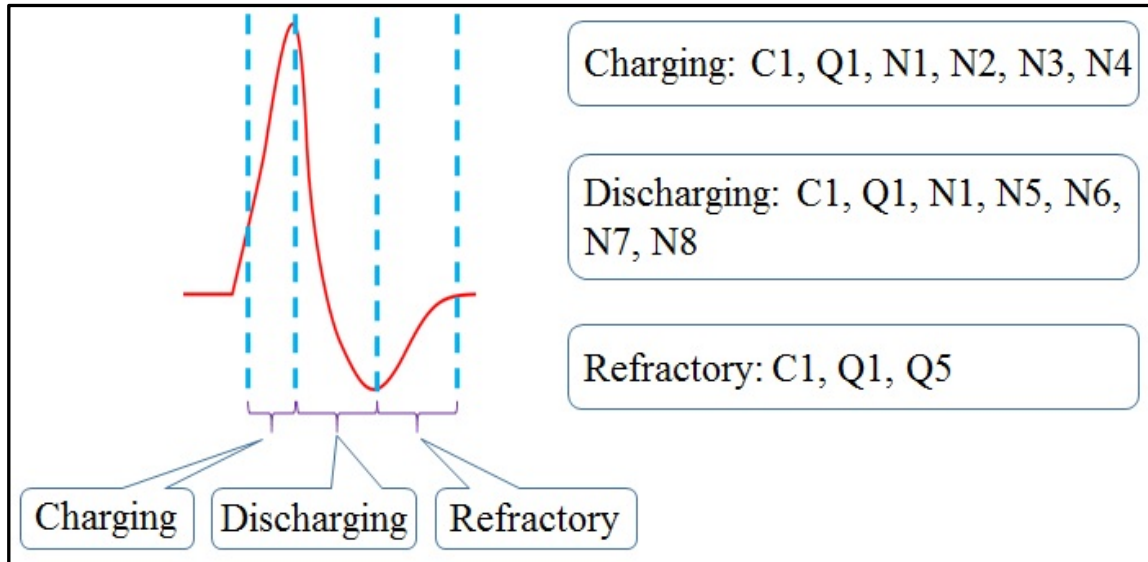 Charging: C1, Q1, N1, N2, N3, N4
Discharging: C1, Q1, N1, N5, N6,
N7, N8
Refractory: C1, Q1, Q5
Charging
Discharging
Refractory